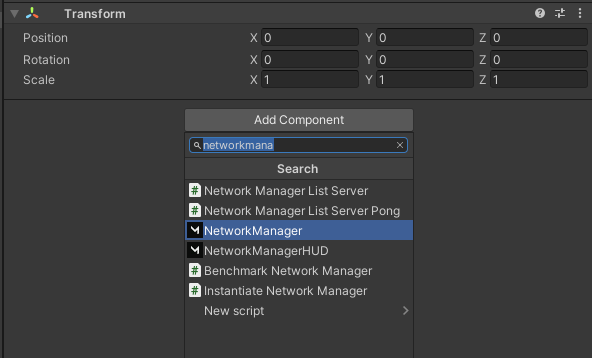 Transform
Position X 0 Y 0 Z 0
Rotation X 0 Y 0 Z 0
Scale X 1 Y 1 Z 1
Add Component
networkmana
Search
Network Manager List Server
Network Manager List Server Pong
NetworkManager
NetworkManagerHUD
Benchmark Network Manager
Instantiate Network Manager
New script